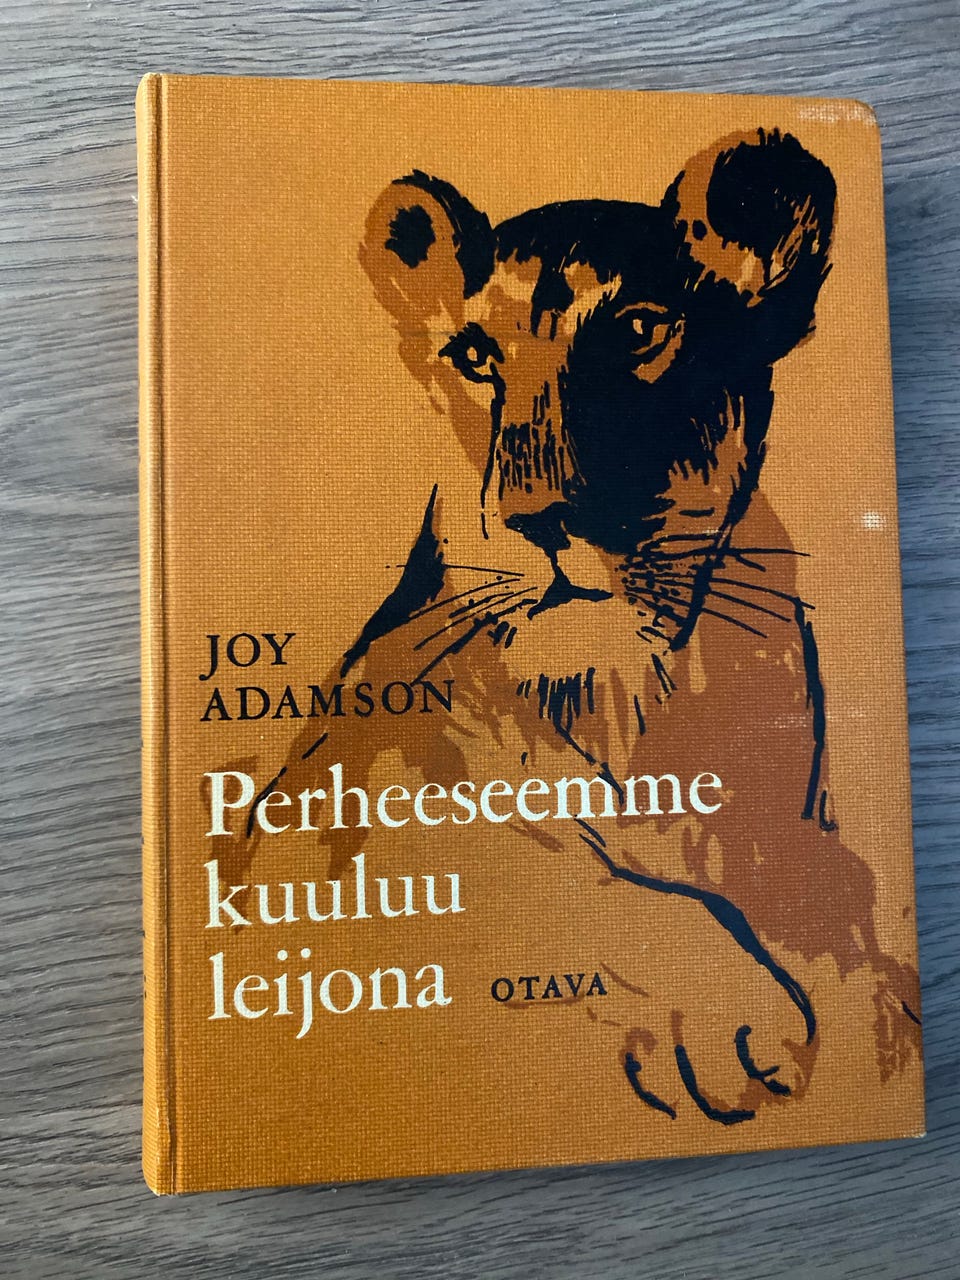 JOY
ADAMSON
Perheeseemme
kuuluu
leijona
OTAVA